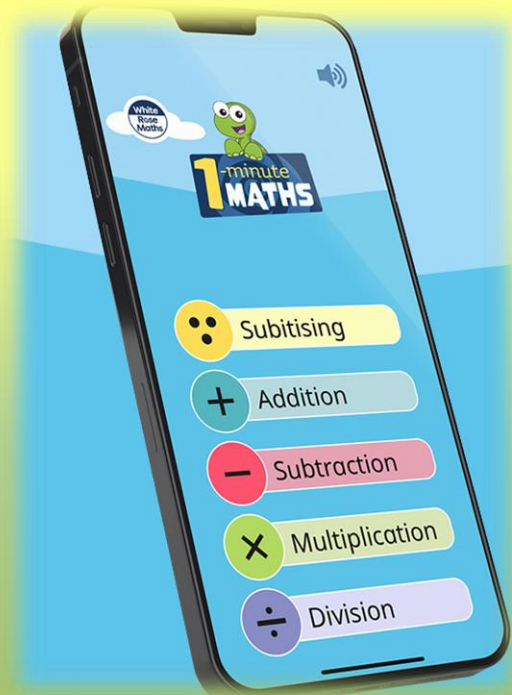 White
Rose
Maths
1-minute
MATHS
Subitising
+ Addition
− Subtraction
× Multiplication
÷ Division